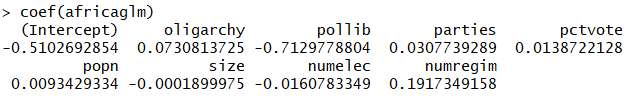 > coef(africaglm)
(Intercept) oligarchy pollib parties pctvote
-0.5102692854 0.0730813725 -0.7129778804 0.0307739289 0.0138722128
popn size numelec numregim
0.0093429334 -0.0001899975 -0.0160783349 0.1917349158